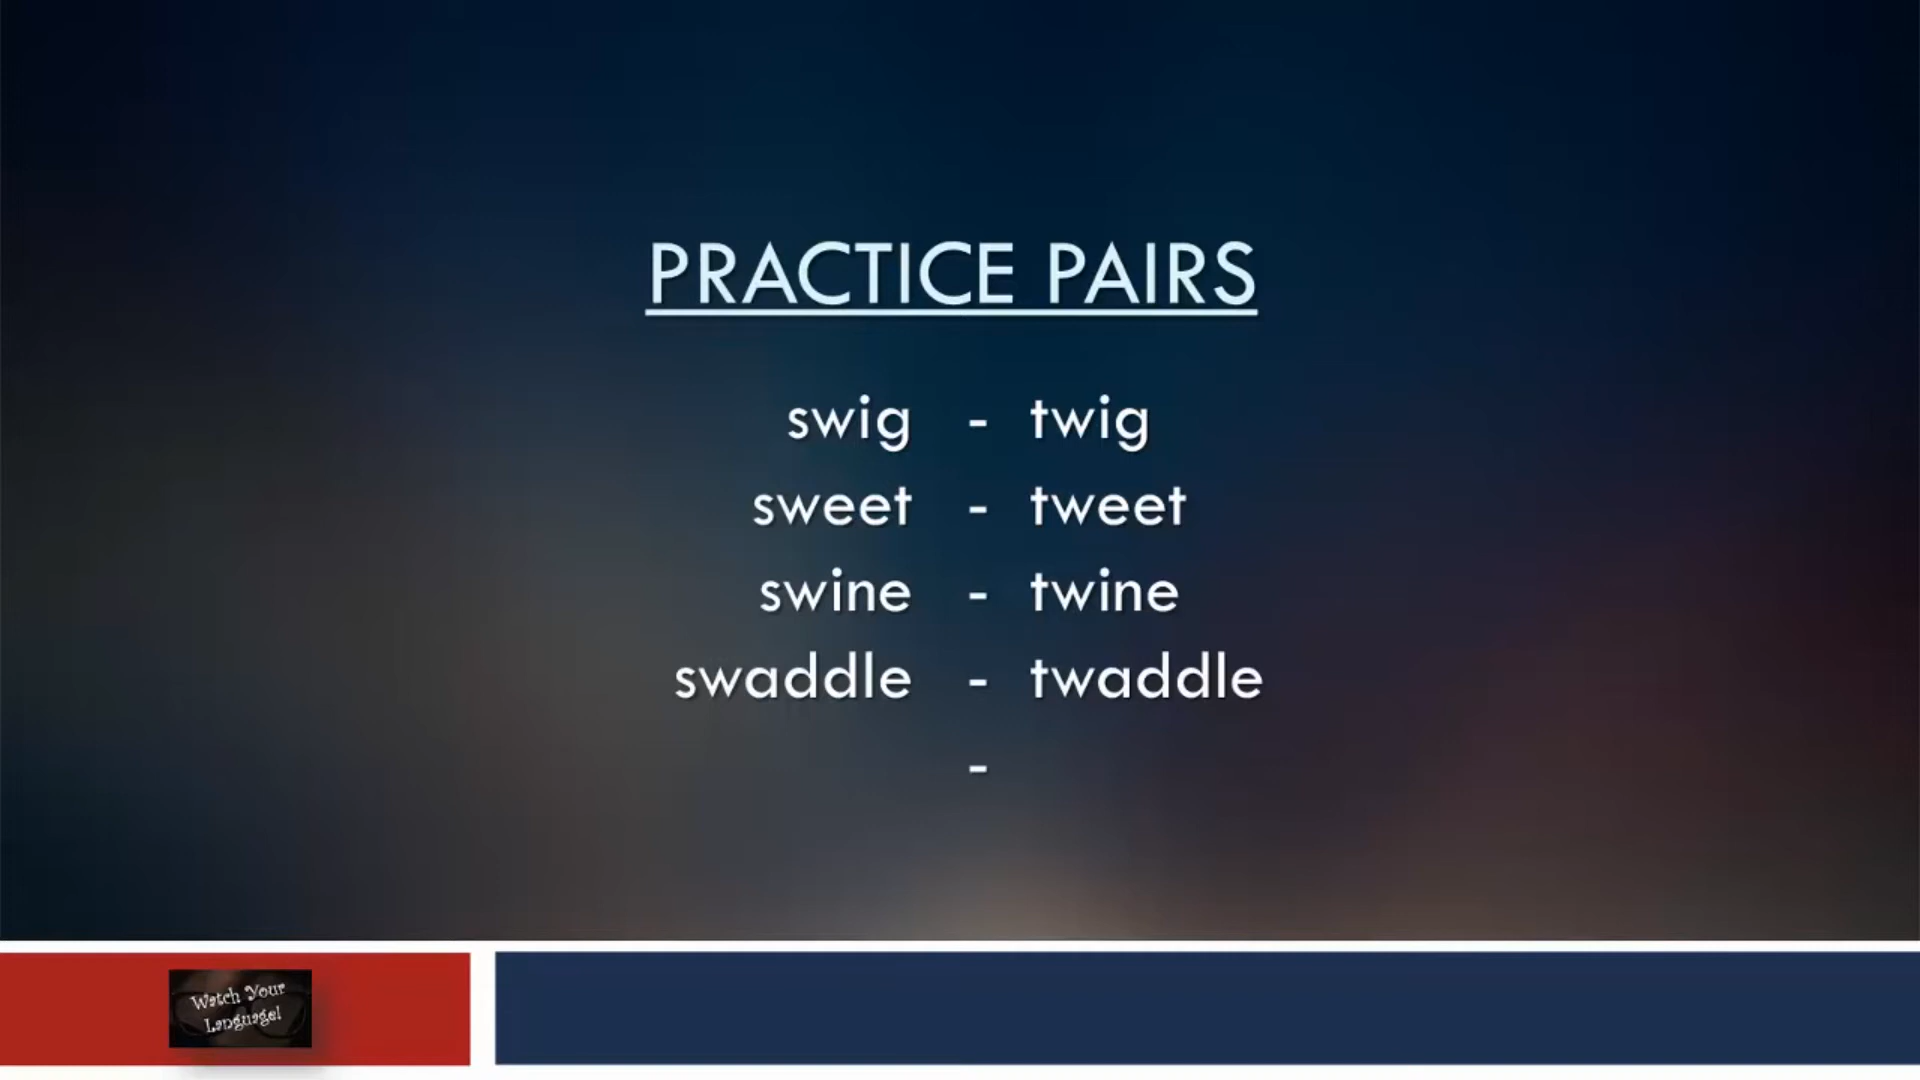 PRACTICE PAIRS
swig - twig
sweet - tweet
swine - twine
swaddle - twaddle
-
Watch Your
Language!